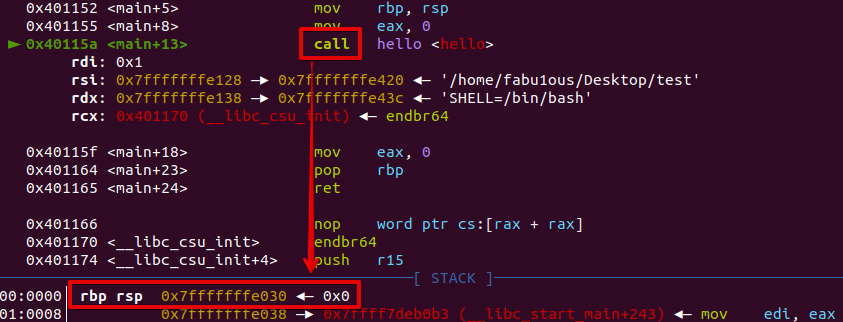 0x401152 <main+5> mov rbp, rsp
0x401155 <main+8> mov eax, 0
► 0x40115a <main+13> call hello <hello>
rdi: 0x1
rsi: 0x7fffffffe128 —▸ 0x7fffffffe420 ◂— '/home/fabu1ous/Desktop/test'
rdx: 0x7fffffffe138 —▸ 0x7fffffffe43c ◂— 'SHELL=/bin/bash'
rcx: 0x401170 (__libc_csu_init) ◂— endbr64
0x40115f <main+18> mov eax, 0
0x401164 <main+23> pop rbp
0x401165 <main+24> ret
0x401166 nop word ptr cs:[rax + rax]
0x401170 <__libc_csu_init> endbr64
0x401174 <__libc_csu_init+4> push r15
[ STACK ]
00:0000│ rbp rsp 0x7fffffffe030 ◂— 0x0
01:0008│ 0x7fffffffe038 —▸ 0x7ffff7deb0b3 (__libc_start_main+243) ◂— mov edi, eax